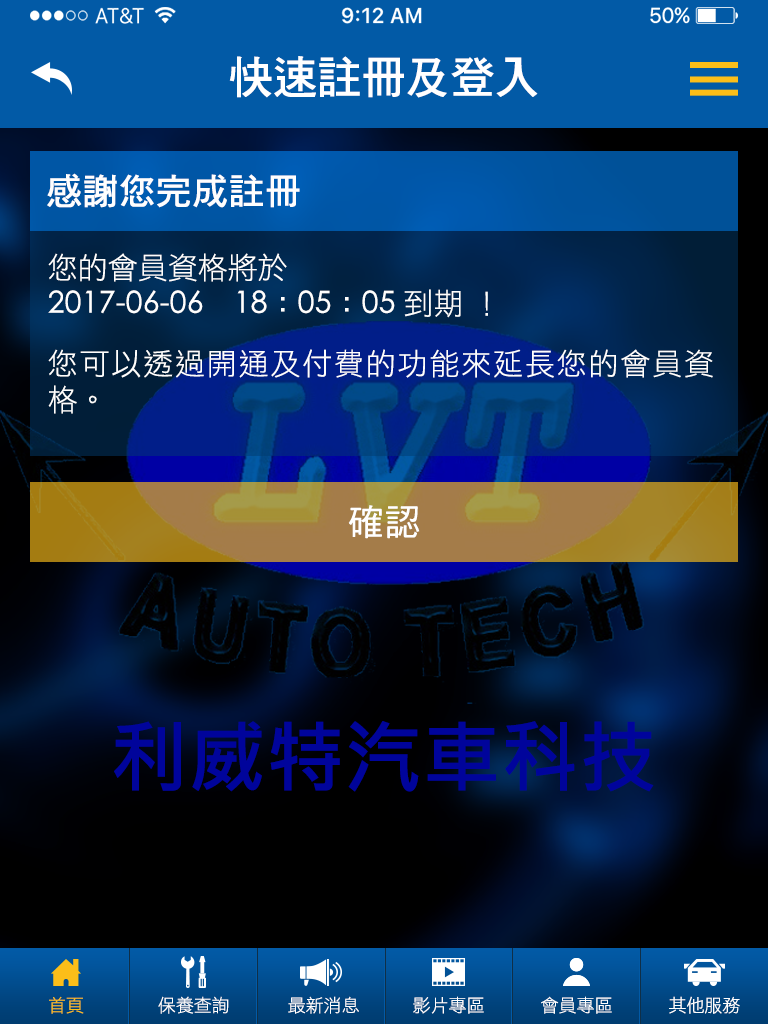 AT&T 9:12 AM 50%
快速註冊及登入
感謝您完成註冊
您的會員資格將於
2017-06-06 18：05：05 到期 ！
您可以透過開通及付費的功能來延長您的會員資
格。
LVT
確認
AUTO TECH
利威特汽車科技
首頁 保養查詢 最新消息 影片專區 會員專區 其他服務